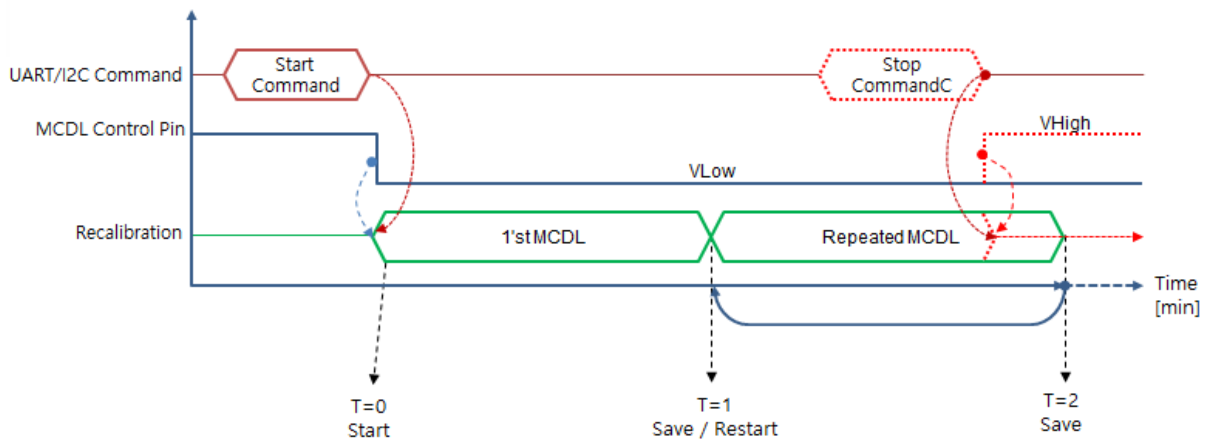 Start
Command
Stop
CommandC
UART/I2C Command
MCDL Control Pin
VHigh
VLow
Recalibration
1'st MCDL
Repeated MCDL
Time
[min]
T=0
Start
T=1
Save / Restart
T=2
Save